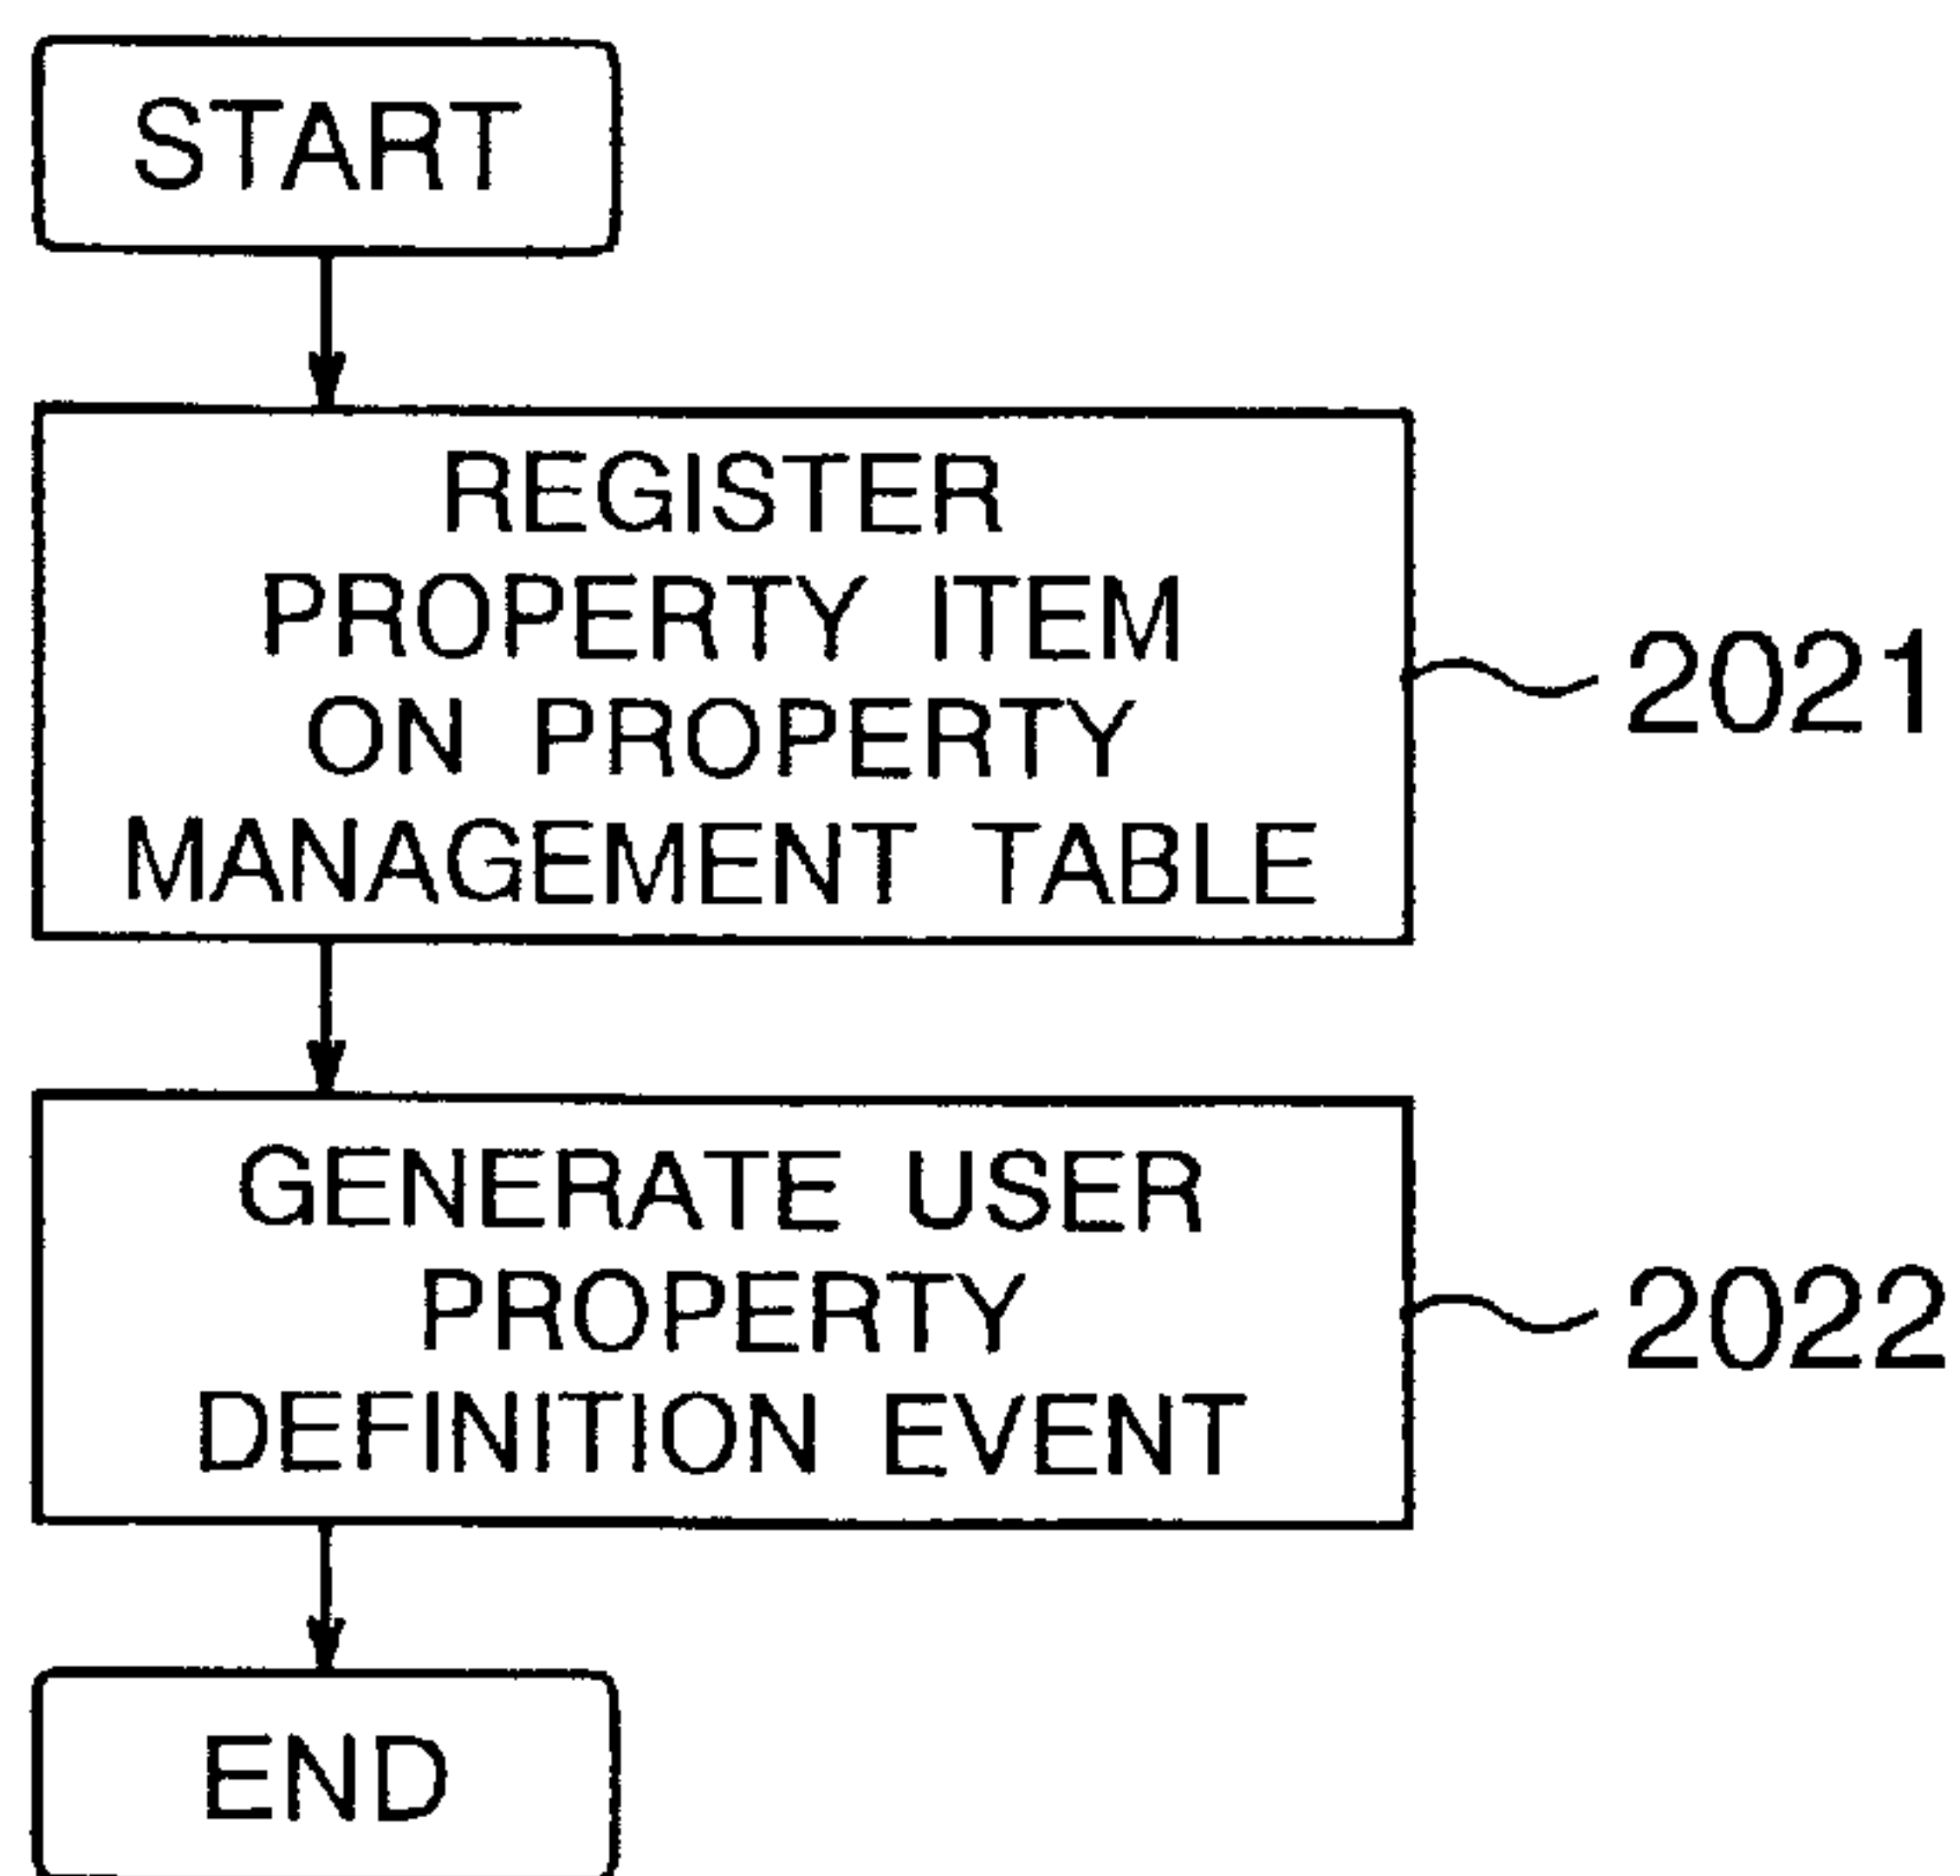 START
REGISTER
PROPERTY ITEM
ON PROPERTY
MANAGEMENT TABLE
2021
GENERATE USER
PROPERTY
DEFINITION EVENT
2022
END